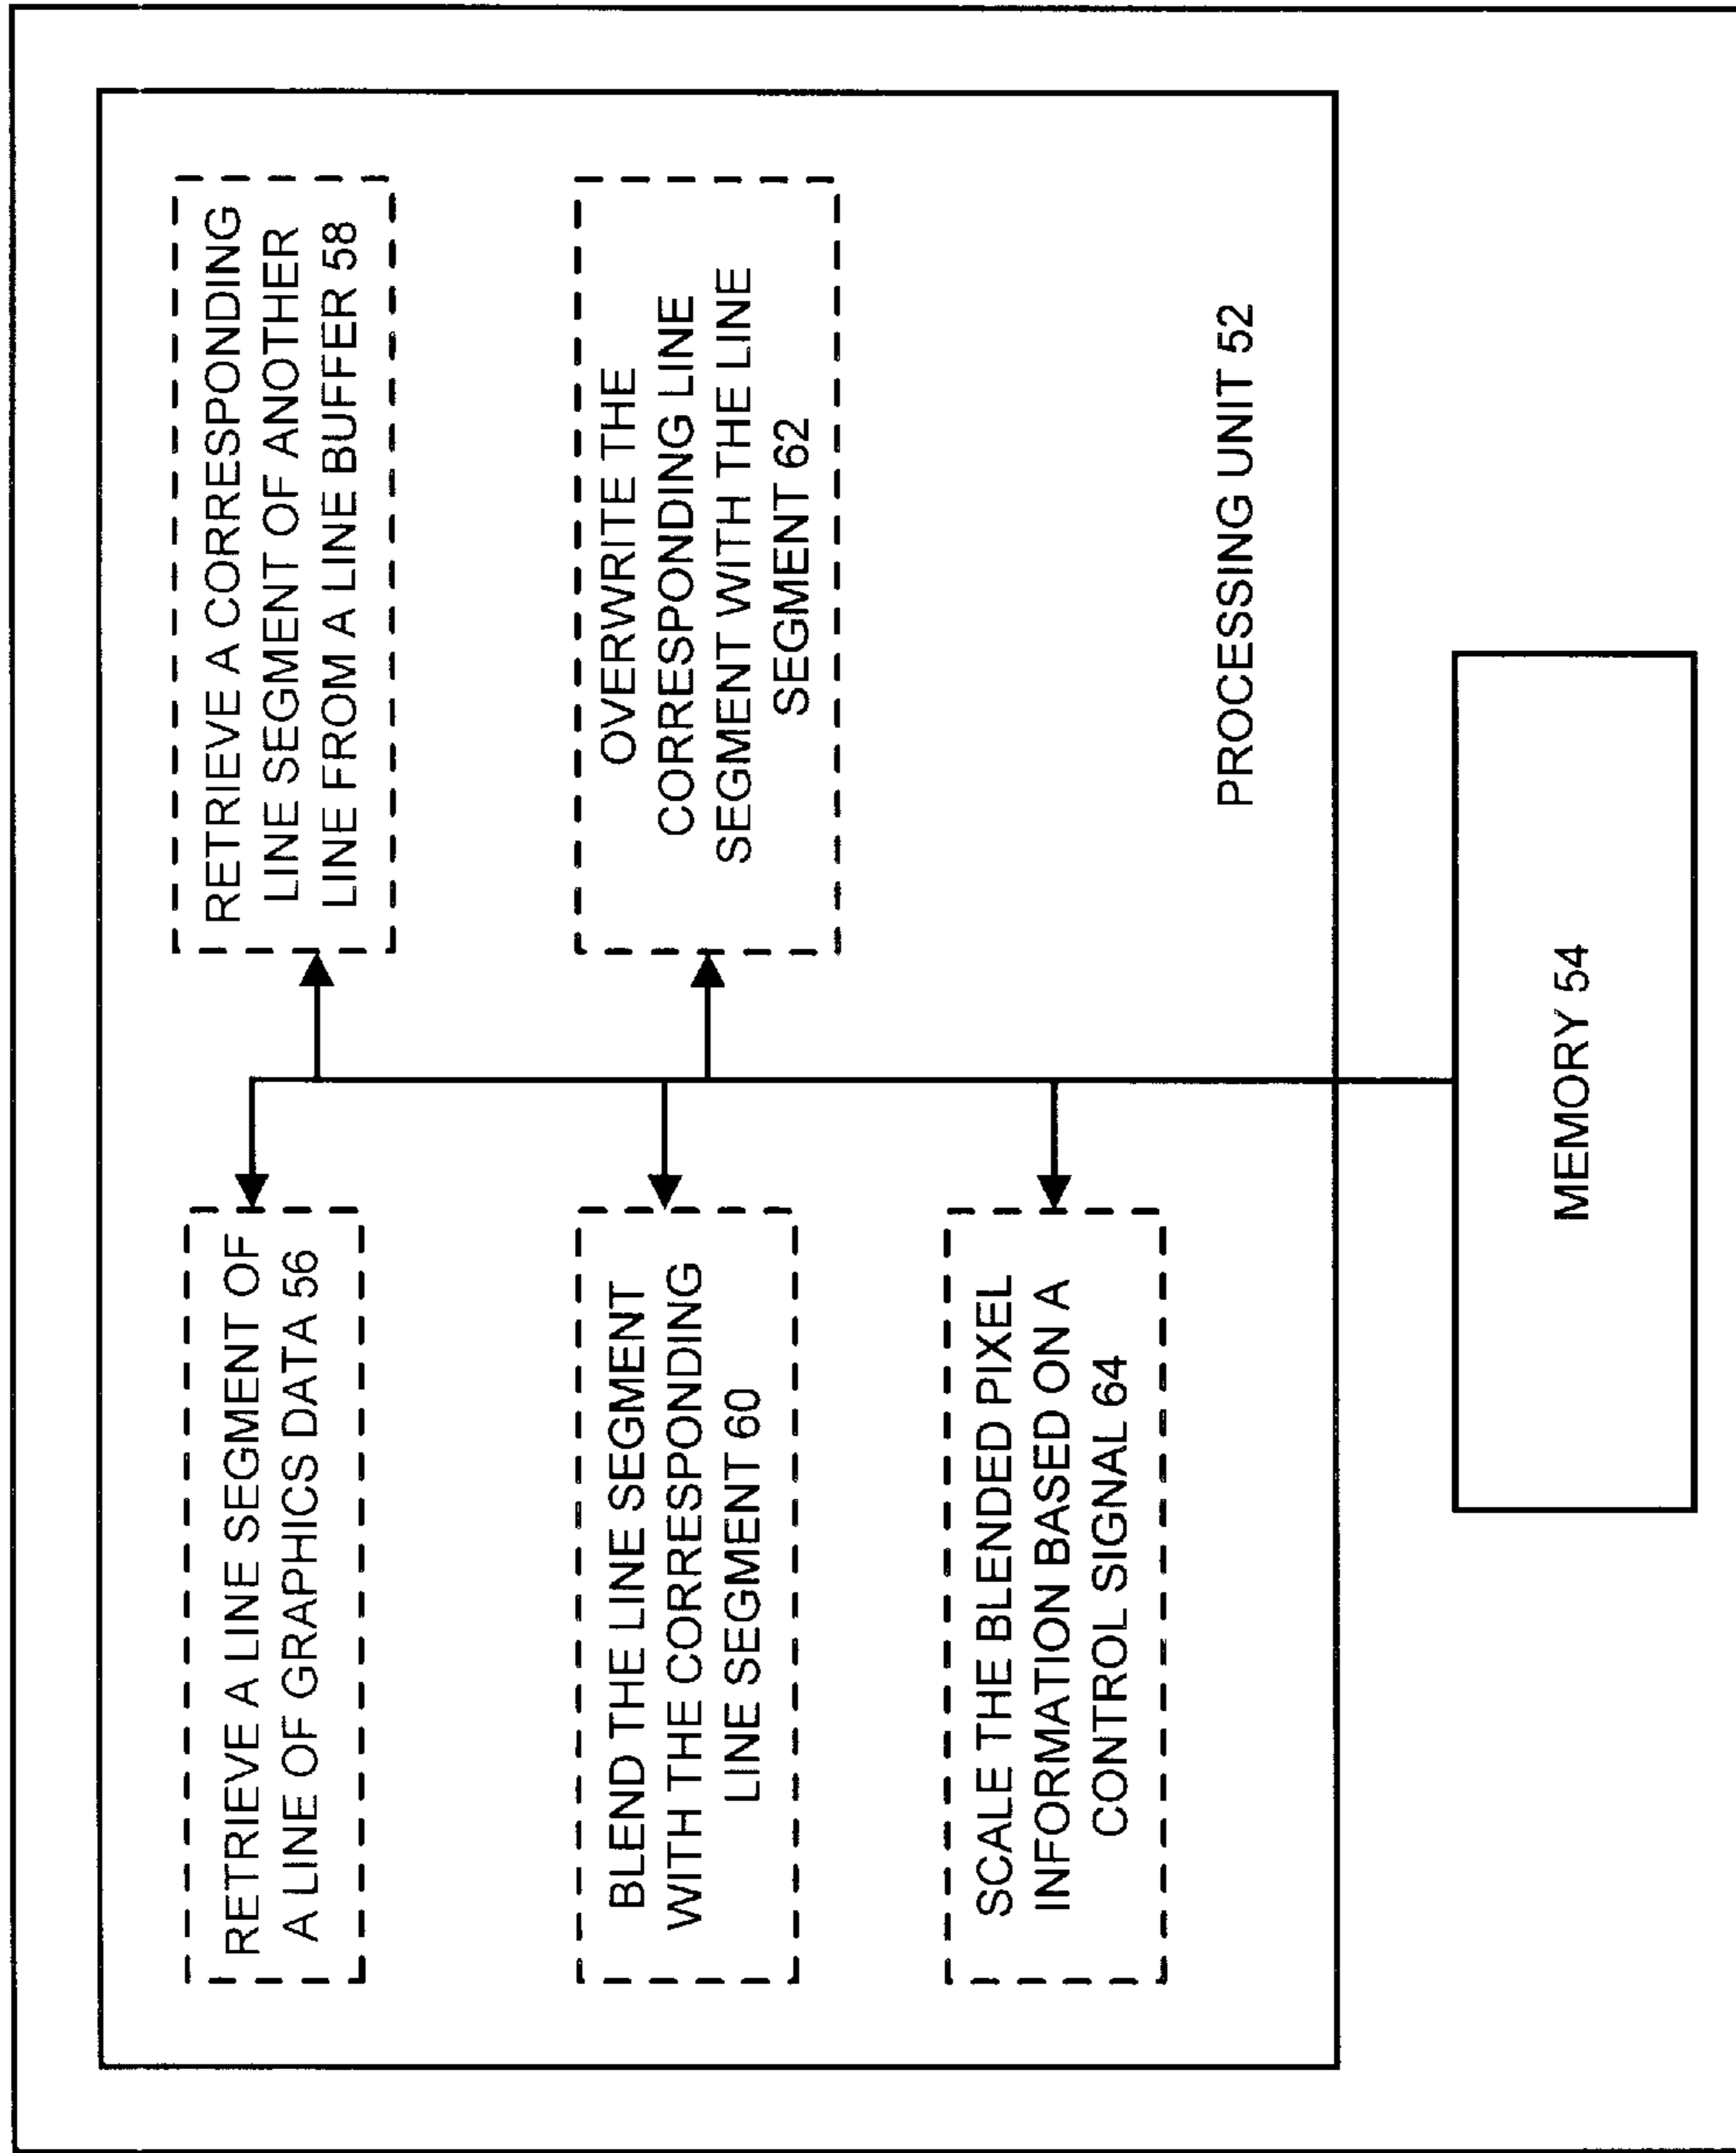 RETRIEVE A LINE SEGMENT OF
A LINE OF GRAPHICS DATA 56
RETRIEVE A CORRESPONDING
LINE SEGMENT OF ANOTHER
LINE FROM A LINE BUFFER 58
BLEND THE LINE SEGMENT
WITH THE CORRESPONDING
LINE SEGMENT 60
OVERWRITE THE
CORRESPONDING LINE
SEGMENT WITH THE LINE
SEGMENT 62
SCALE THE BLENDED PIXEL
INFORMATION BASED ON A
CONTROL SIGNAL 64
PROCESSING UNIT 52
MEMORY 54